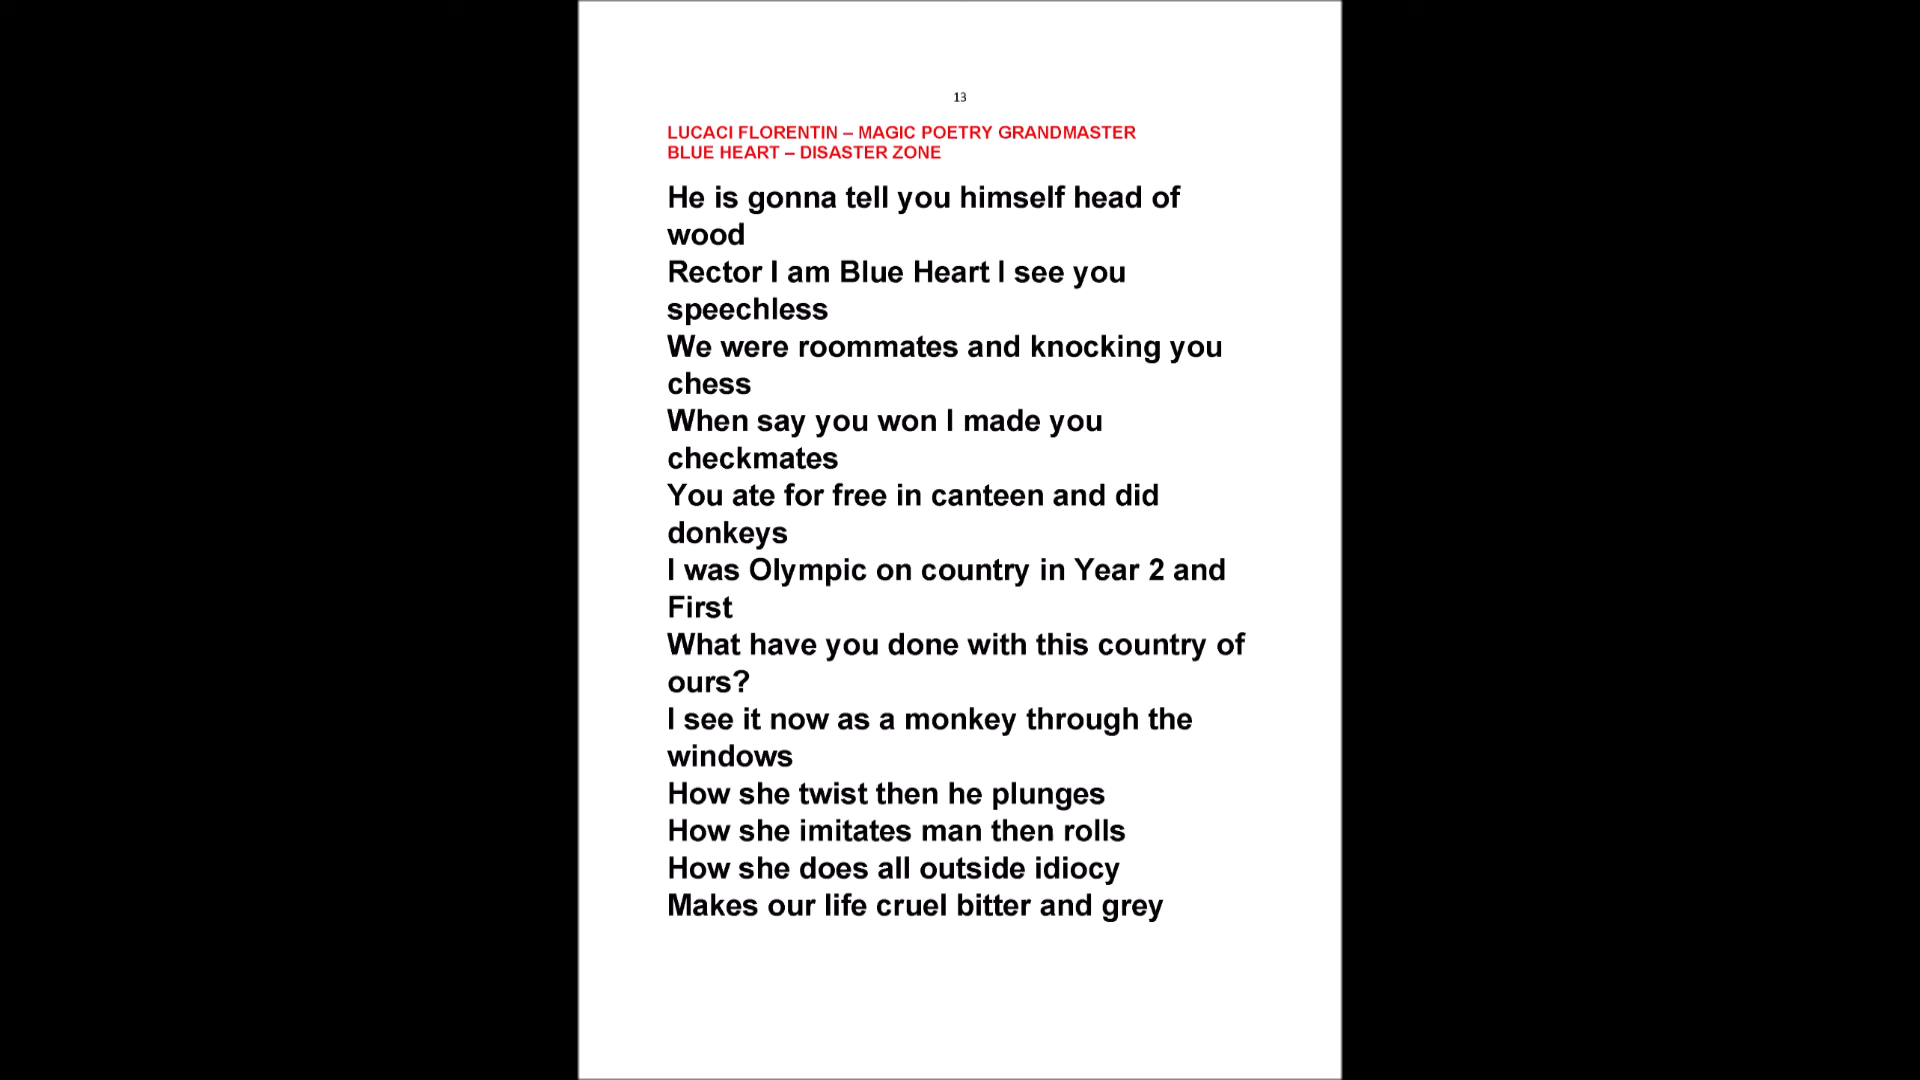 13
LUCACI FLORENTIN – MAGIC POETRY GRANDMASTER
BLUE HEART – DISASTER ZONE
He is gonna tell you himself head of
wood
Rector I am Blue Heart I see you
speechless
We were roommates and knocking you
chess
When say you won I made you
checkmates
You ate for free in canteen and did
donkeys
I was Olympic on country in Year 2 and
First
What have you done with this country of
ours?
I see it now as a monkey through the
windows
How she twist then he plunges
How she imitates man then rolls
How she does all outside idiocy
Makes our life cruel bitter and grey